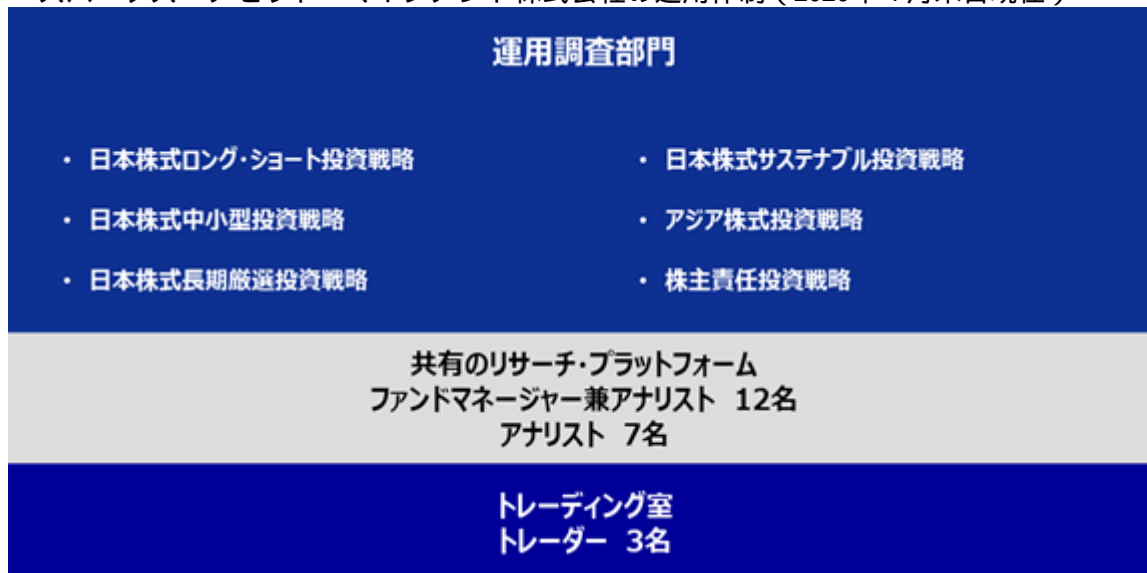 運用調査部門
・ 日本株式ロング・ショート投資戦略
・ 日本株式サステナブル投資戦略
・ 日本株式中小型投資戦略
・ アジア株式投資戦略
・ 日本株式長期厳選投資戦略
・ 株主責任投資戦略
共有のリサーチ・プラットフォーム
ファンドマネージャー兼アナリスト 12名
アナリスト 7名
トレーディング室
トレーダー 3名